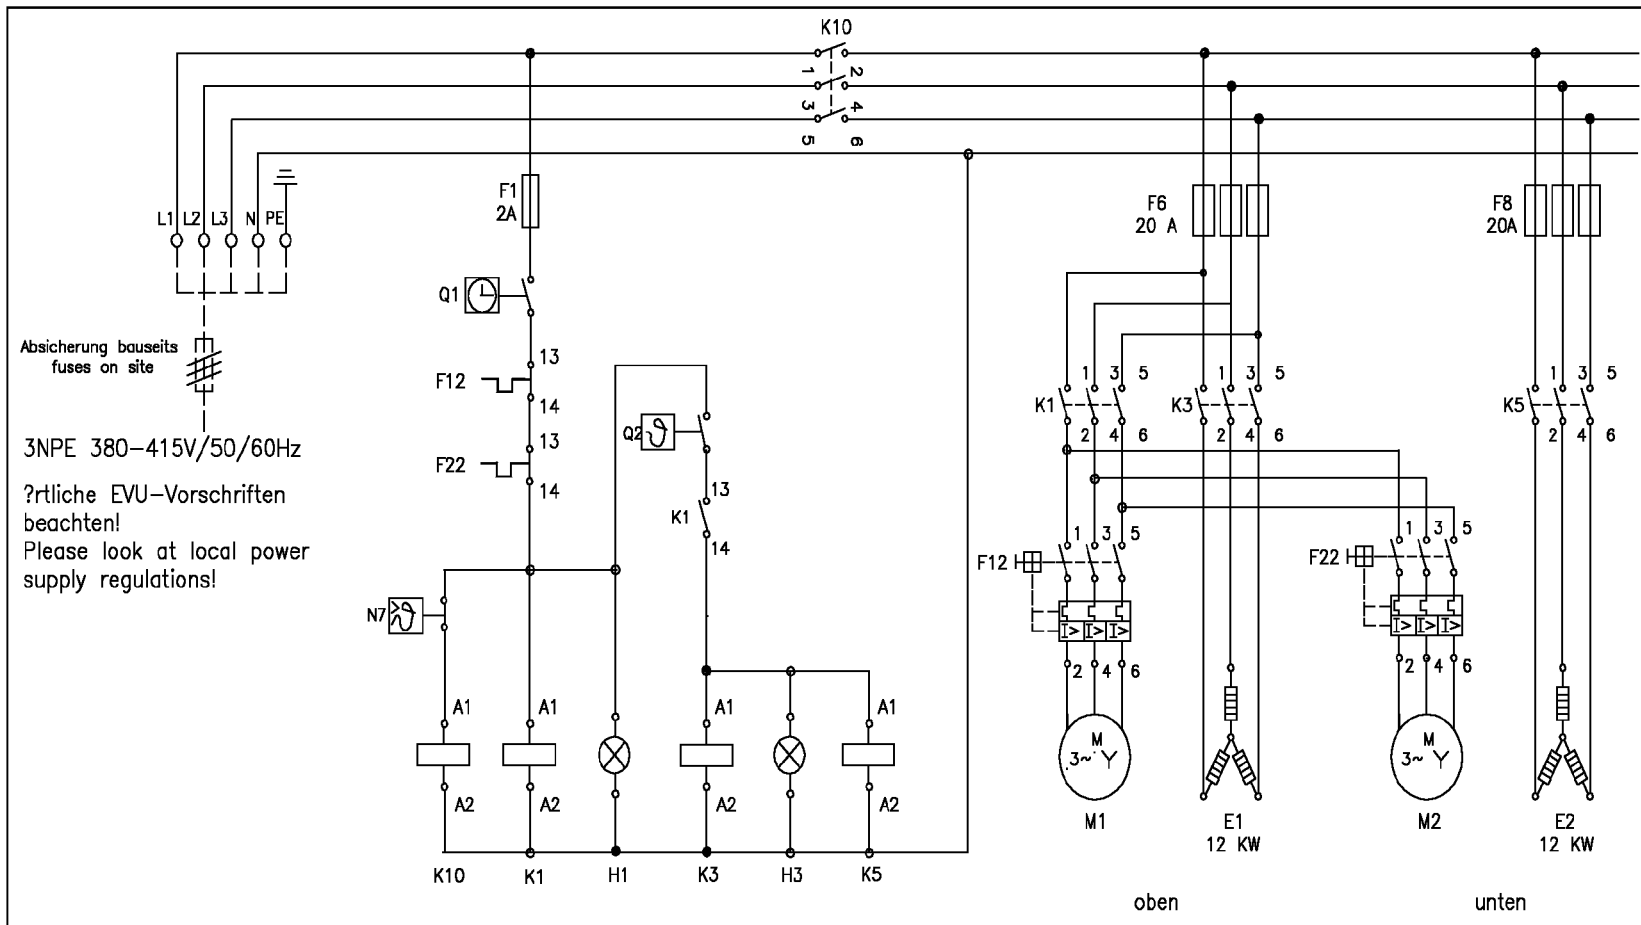 K10
1 2
3 4
5 6
L1 L2 L3 N PE
F1
2A
F6
20 A
F8
20A
Q1
Absicherung bauseits
fuses on site
3NPE 380-415V/50/60Hz
?rtliche EVU-Vorschriften
beachten!
Please look at local power
supply regulations!
13
F12
14
13
F22
14
Q2
13
K1
14
N7
K1
1 3 5
2 4 6
K3
1 3 5
2 4 6
K5
1 3 5
2 4 6
F12
1 3 5
I> I> I>
2 4 6
F22
1 3 5
I> I> I>
2 4 6
A1 A1 A1 A1
A2 A2 A2 A2
K10 K1 H1 K3 H3 K5
M
3~ Y
M1
E1
12 KW
M
3~ Y
M2
E2
12 KW
oben
unten